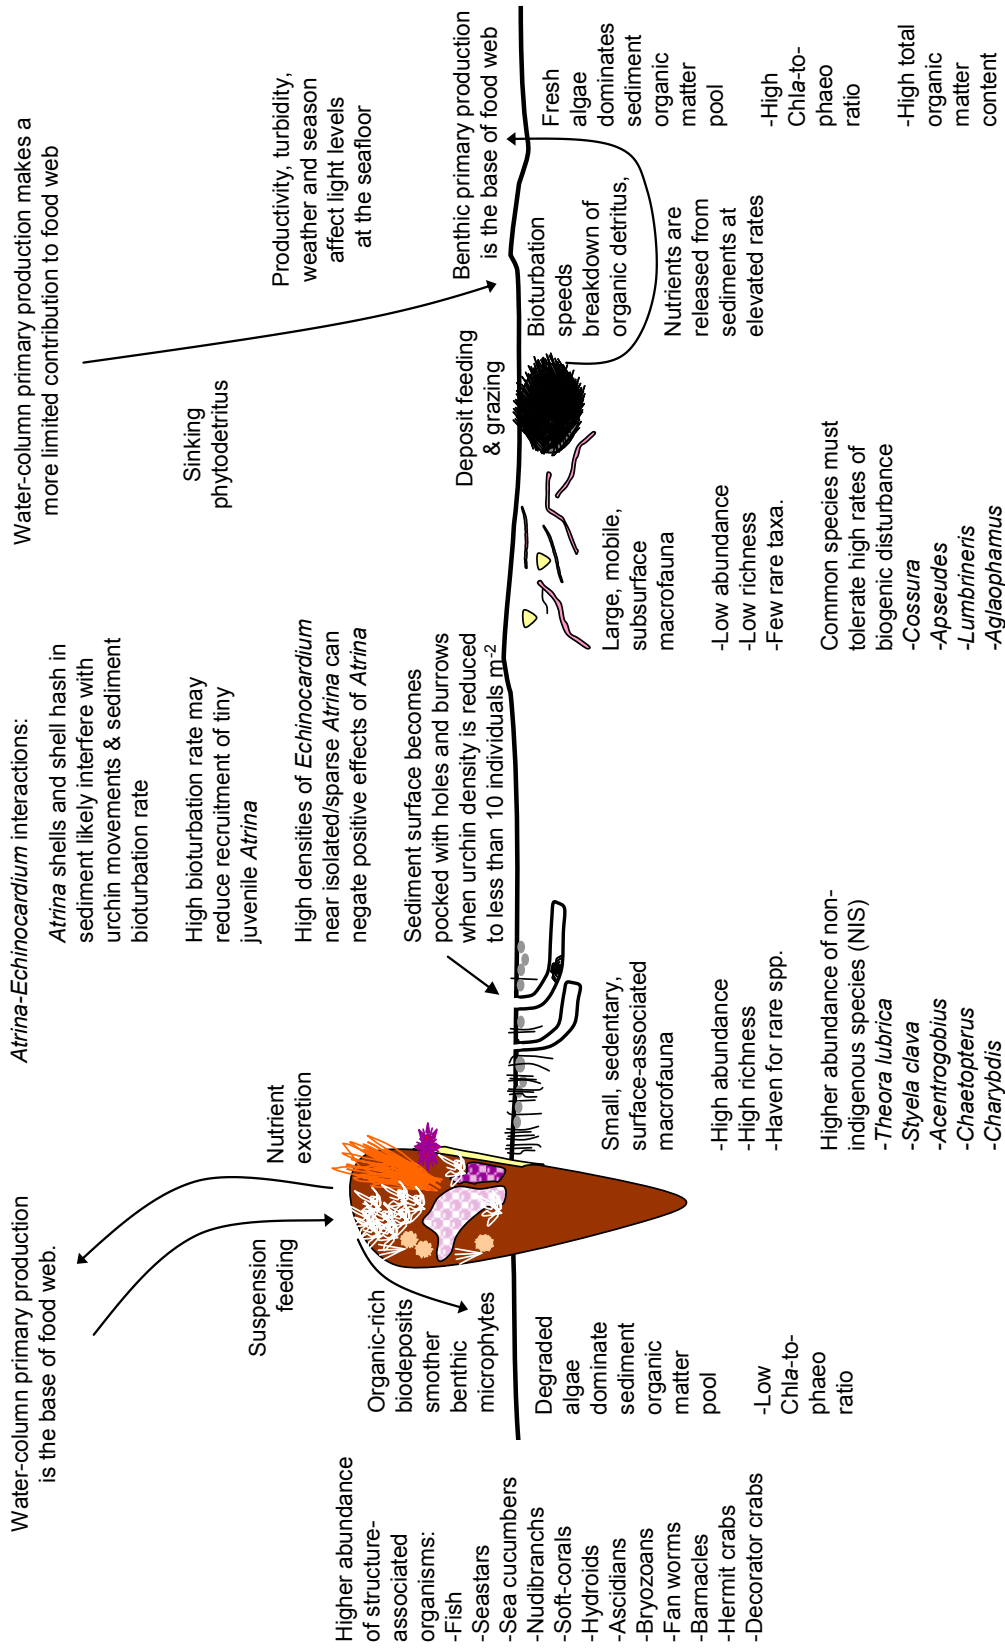 Water-column primary production
is the base of food web.
Atrina-Echinocardium interactions:
Water-column primary production makes a
more limited contribution to food web
Atrina shells and shell hash in
sediment likely interfere with
urchin movements & sediment
bioturbation rate
High bioturbation rate may
reduce recruitment of tiny
juvenile Atrina
High densities of Echinocardium
near isolated/sparse Atrina can
negate positive effects of Atrina
Sediment surface becomes
pocked with holes and burrows
when urchin density is reduced
to less than 10 individuals m-2
Suspension
feeding
Nutrient
excretion
Sinking
phytodetritus
Productivity, turbidity,
weather and season
affect light levels
at the seafloor
Higher abundance
of structure-
associated
organisms:
-Fish
-Seastars
-Sea cucumbers
-Nudibranchs
-Soft-corals
-Hydroids
-Ascidians
-Bryozoans
-Fan worms
-Barnacles
-Hermit crabs
-Decorator crabs
Organic-rich
biodeposits
smother
benthic
microphytes
Deposit feeding
& grazing
Benthic primary production
is the base of food web
Degraded
algae
dominate
sediment
organic
matter
pool
-Low
Chla-to-
phaeo
ratio
Small, sedentary,
surface-associated
macrofauna
-High abundance
-High richness
-Haven for rare spp.
Higher abundance of non-
indigenous species (NIS)
-Theora lubrica
-Styela clava
-Acentrogobius
-Chaetopterus
-Charybdis
Large, mobile,
subsurface
macrofauna
-Low abundance
-Low richness
-Few rare taxa.
Common species must
tolerate high rates of
biogenic disturbance
-Cossura
-Apseudes
-Lumbrineris
-Aglaophamus
Bioturbation
speeds
breakdown of
organic detritus,
Nutrients are
released from
sediments at
elevated rates
Fresh
algae
dominates
sediment
organic
matter
pool
-High
Chla-to-
phaeo
ratio
-High total
organic
matter
content